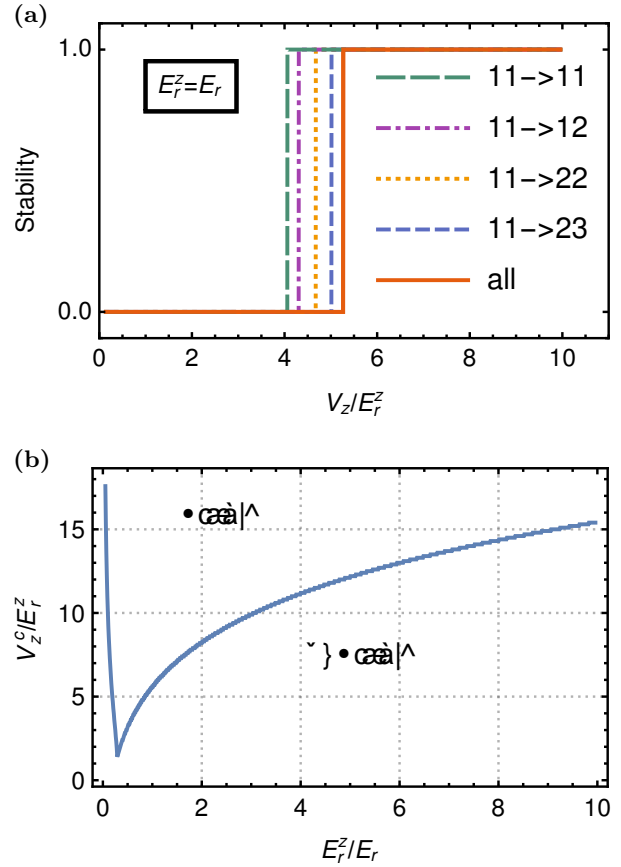 (a)
1.0
0.0
Stability
E_r^z=E_r
11->11
11->12
11->22
11->23
all
0 2 4 6 8 10
V_z/E_r^z
(b)
15
10
5
0
V_z^c/E_r^z
0 2 4 6 8 10
E_r^z/E_r